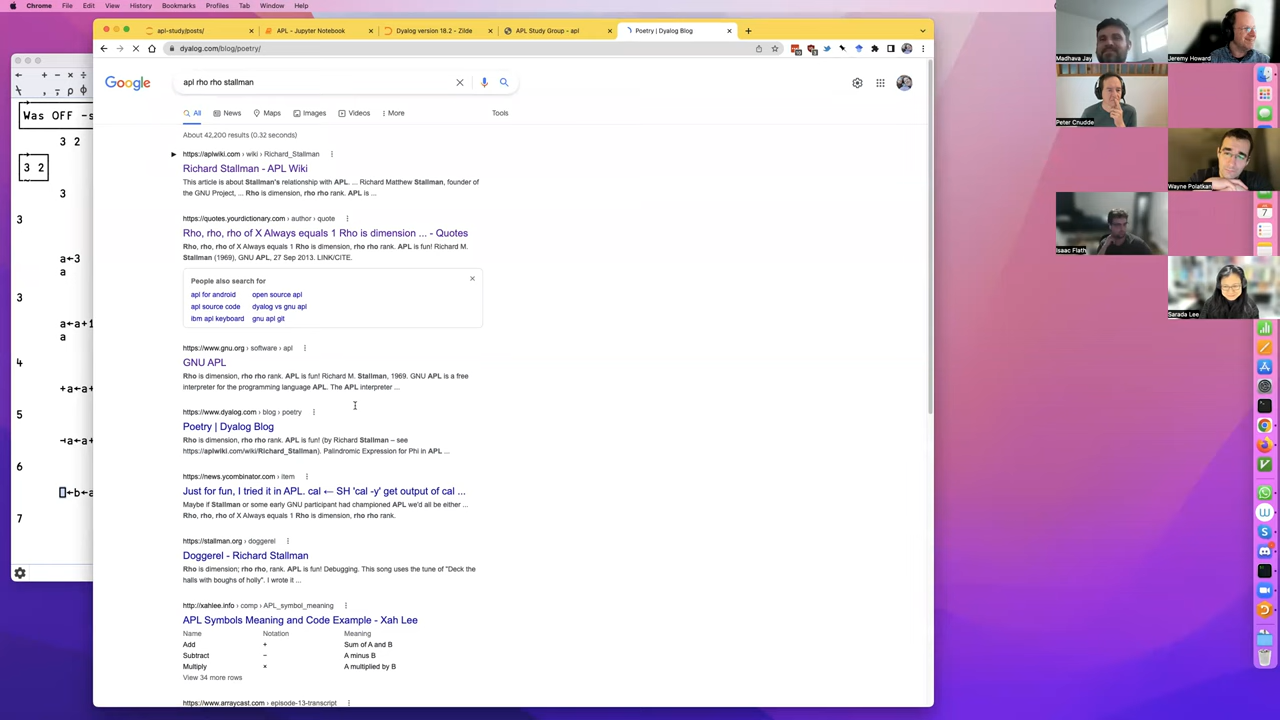 Chrome File Edit View History Bookmarks Profiles Tab Window Help
apl-study/posts/ APL - Jupyter Notebook Dyalog version 18.2 - Zilde APL Study Group - apl Poetry | Dyalog Blog
dyalog.com/blog/poetry/
Google apl rho rho stallman
All News Maps Images Videos More Tools
About 42,200 results (0.32 seconds)
https://aplwiki.com › wiki › Richard_Stallman
Richard Stallman - APL Wiki
This article is about Stallman's relationship with APL. ... Richard Matthew Stallman, founder of
the GNU Project, ... Rho is dimension, rho rho rank. APL is ...
https://quotes.yourdictionary.com › author › quote
Rho, rho, rho of X Always equals 1 Rho is dimension ... - Quotes
Rho, rho, rho of X Always equals 1 Rho is dimension, rho rho rank. APL is fun! Richard M.
Stallman (1969), GNU APL, 27 Sep 2013. LINK/CITE.
People also search for
apl for android open source apl
apl source code dyalog vs gnu apl
ibm apl keyboard gnu apl git
https://www.gnu.org › software › apl
GNU APL
Rho is dimension, rho rho rank. APL is fun! Richard M. Stallman, 1969. GNU APL is a free
interpreter for the programming language APL. The APL interpreter ...
https://www.dyalog.com › blog › poetry
Poetry | Dyalog Blog
Rho is dimension, rho rho rank. APL is fun! (by Richard Stallman – see
https://aplwiki.com/wiki/Richard_Stallman). Palindromic Expression for Phi in APL ...
https://news.ycombinator.com › item
Just for fun, I tried it in APL. cal ← SH 'cal -y' get output of cal ...
Maybe if Stallman or some early GNU participant had championed APL we'd all be either ...
Rho, rho, rho of X Always equals 1 Rho is dimension, rho rho rank.
https://stallman.org › doggerel
Doggerel - Richard Stallman
Rho is dimension; rho rho, rank. APL is fun! Debugging. This song uses the tune of "Deck the
halls with boughs of holly". I wrote it ...
http://xahlee.info › comp › APL_symbol_meaning
APL Symbols Meaning and Code Example - Xah Lee
Name Notation Meaning
Add + Sum of A and B
Subtract − A minus B
Multiply × A multiplied by B
View 34 more rows
https://www.arraycast.com › episode-13-transcript
Was OFF -s
3 2
3 2
3
3
a←3
a
3
a←a+1
a
4
+a←a+
5
⊣a←a+
6
⎕←b←a
7
Madhava Jay
Jeremy Howard
Peter Cnudde
Wayne Polatkan
Isaac Flath
Sarada Lee
7